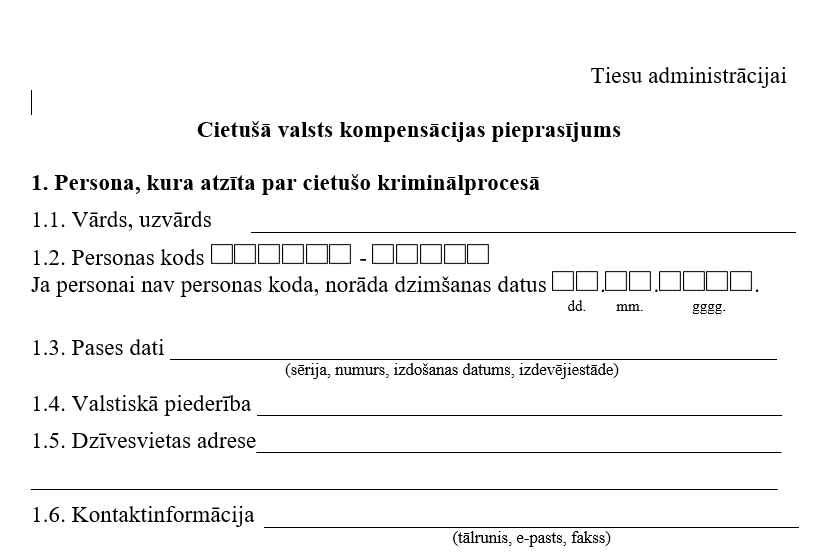 Tiesu administrācijai
Cietušā valsts kompensācijas pieprasījums
1. Persona, kura atzīta par cietušo kriminālprocesā
1.1. Vārds, uzvārds
1.2. Personas kods □□□□□□ - □□□□□
Ja personai nav personas koda, norāda dzimšanas datus □□.□□.□□□□.
dd. mm. gggg.
1.3. Pases dati
(sērija, numurs, izdošanas datums, izdevējiestāde)
1.4. Valstiskā piederība
1.5. Dzīvesvietas adrese
1.6. Kontaktinformācija
(tālrunis, e-pasts, fakss)